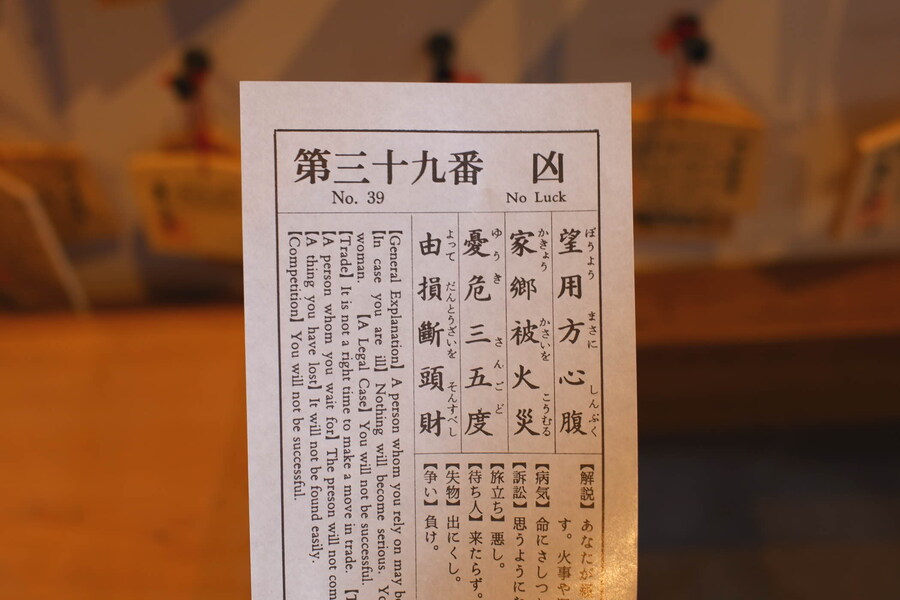 第三十九番 凶
No. 39 No Luck
ぼうよう まさに しんぷく
望用方心腹
かきょう かさいを こうむる
家郷被火災
ゆうき さんごど
憂危三五度
よって だんとうざいを そんすべし
由損斷頭財
【解説】あなたが
す。火事や
【病気】命にさしつ
【訴訟】思うように
【旅立ち】悪し。
【待ち人】来たらず。
【失物】出にくし。
【争い】負け。
【General Explanation】 A person whom you rely on may
【In case you are ill】 Nothing will become serious.
woman. 【A Legal Case】 You will not be successful.
【Trade】 It is not a right time to make a move in trade.
【A person whom you wait for】 The preson will not
【A thing you have lost】 It will not be found easily.
【Competition】 You will not be successful.